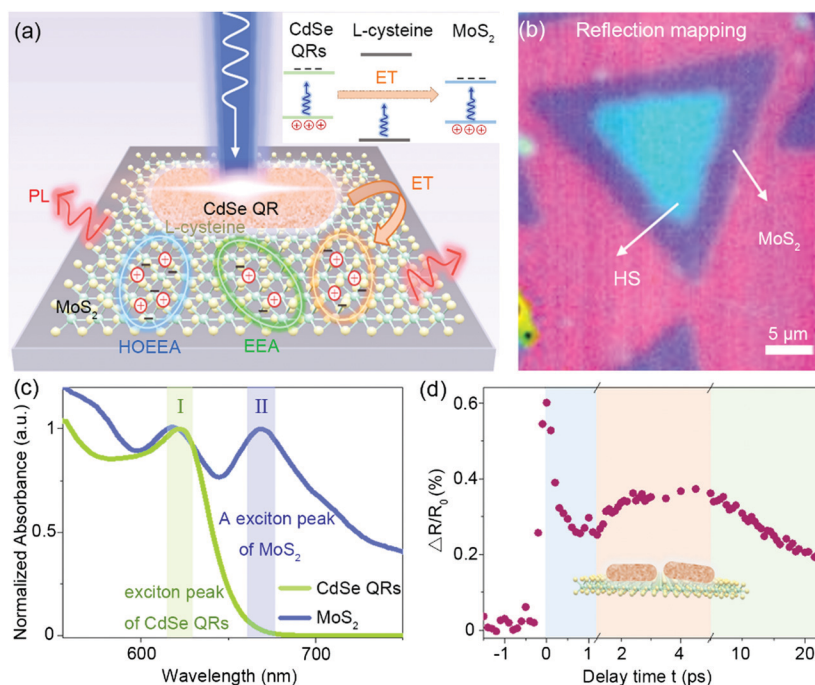 (a)
CdSe
QRs
L-cysteine
MoS2
ET
PL
ET
CdSe QR
L-cysteine
MoS2
HOEEA
EEA
(b)
Reflection mapping
MoS2
HS
5 μm
(c)
Normalized Absorbance (a.u.)
1
0.5
0
I
II
A exciton peak
of MoS2
exciton peak
of CdSe QRs
CdSe QRs
MoS2
600
700
Wavelength (nm)
(d)
△R/R0 (%)
0.6
0.4
0.2
0
-1
0
1
2
4
10
20
Delay time t (ps)